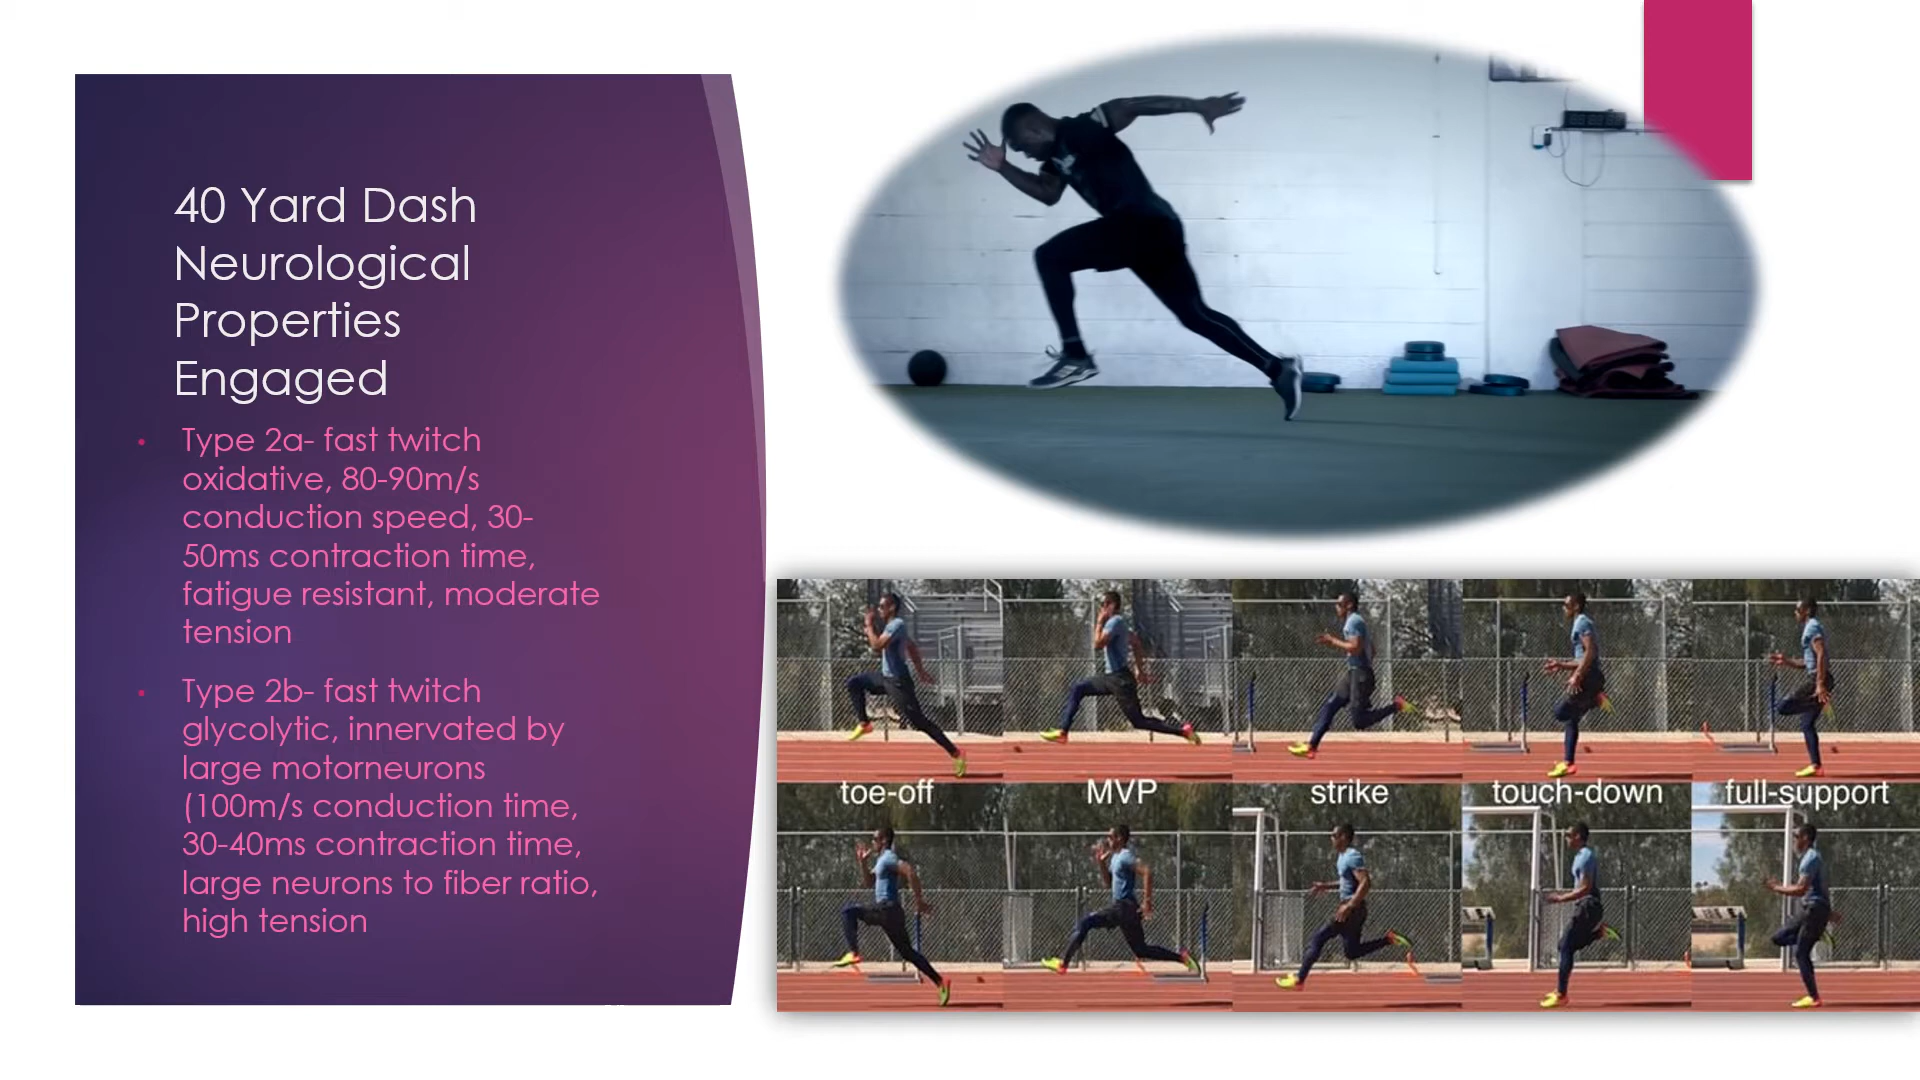 40 Yard Dash
Neurological
Properties
Engaged
• Type 2a- fast twitch
oxidative, 80-90m/s
conduction speed, 30-
50ms contraction time,
fatigue resistant, moderate
tension
• Type 2b- fast twitch
glycolytic, innervated by
large motorneurons
(100m/s conduction time,
30-40ms contraction time,
large neurons to fiber ratio,
high tension
toe-off MVP strike touch-down full-support